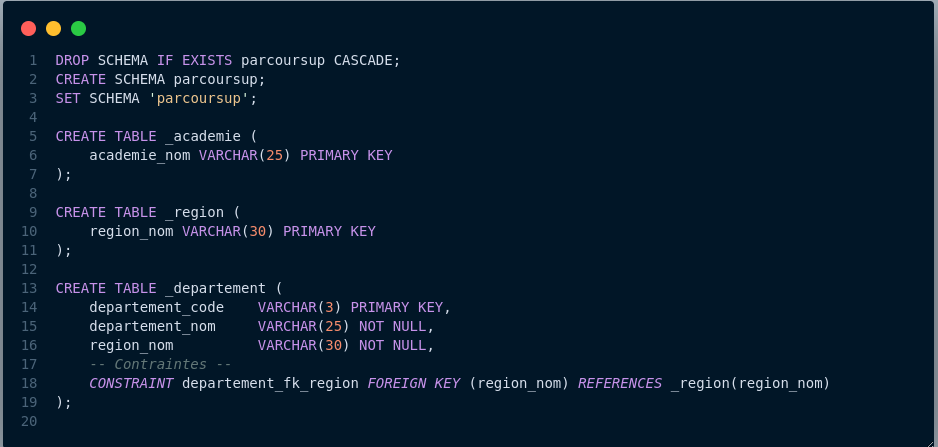 1 DROP SCHEMA IF EXISTS parcoursup CASCADE;
2 CREATE SCHEMA parcoursup;
3 SET SCHEMA 'parcoursup';
4
5 CREATE TABLE _academie (
6     academie_nom VARCHAR(25) PRIMARY KEY
7 );
8
9 CREATE TABLE _region (
10     region_nom VARCHAR(30) PRIMARY KEY
11 );
12
13 CREATE TABLE _departement (
14     departement_code    VARCHAR(3) PRIMARY KEY,
15     departement_nom     VARCHAR(25) NOT NULL,
16     region_nom          VARCHAR(30) NOT NULL,
17     -- Contraintes --
18     CONSTRAINT departement_fk_region FOREIGN KEY (region_nom) REFERENCES _region(region_nom)
19 );
20